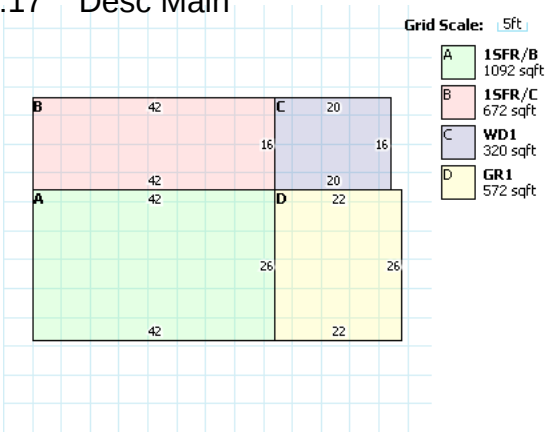 .17 Desc Main
Grid Scale: 5ft
A 1SFR/B
1092 sqft
B 1SFR/C
672 sqft
C WD1
320 sqft
D GR1
572 sqft
B 42 C 20
16 16
42 20
A 42 D 22
26 26
42 22